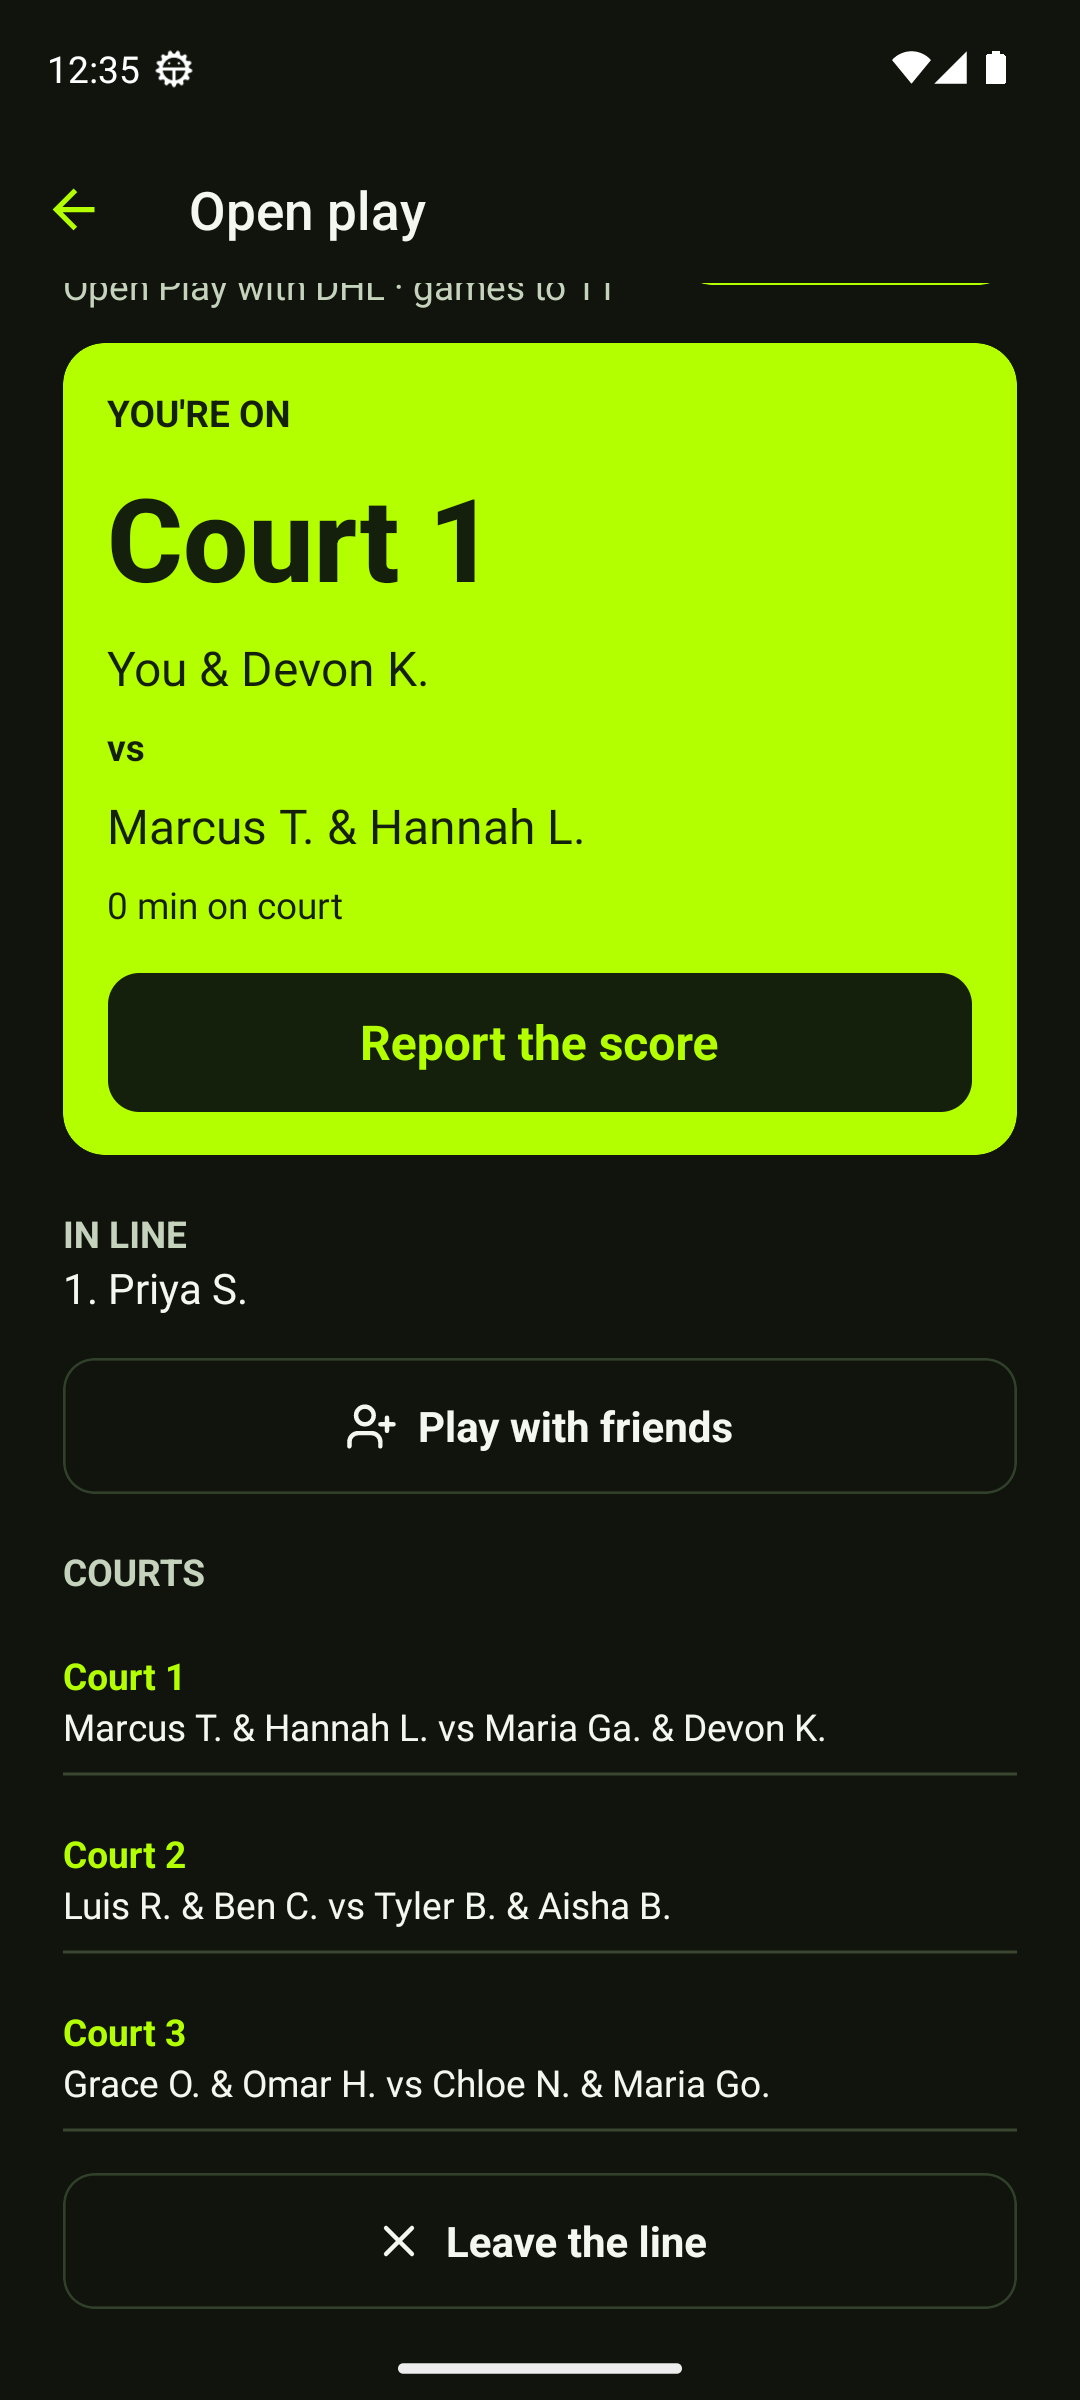 12:35
Open play
Open Play with DHL · games to 11
YOU'RE ON
Court 1
You & Devon K.
vs
Marcus T. & Hannah L.
0 min on court
Report the score
IN LINE
1. Priya S.
Play with friends
COURTS
Court 1
Marcus T. & Hannah L. vs Maria Ga. & Devon K.
Court 2
Luis R. & Ben C. vs Tyler B. & Aisha B.
Court 3
Grace O. & Omar H. vs Chloe N. & Maria Go.
Leave the line